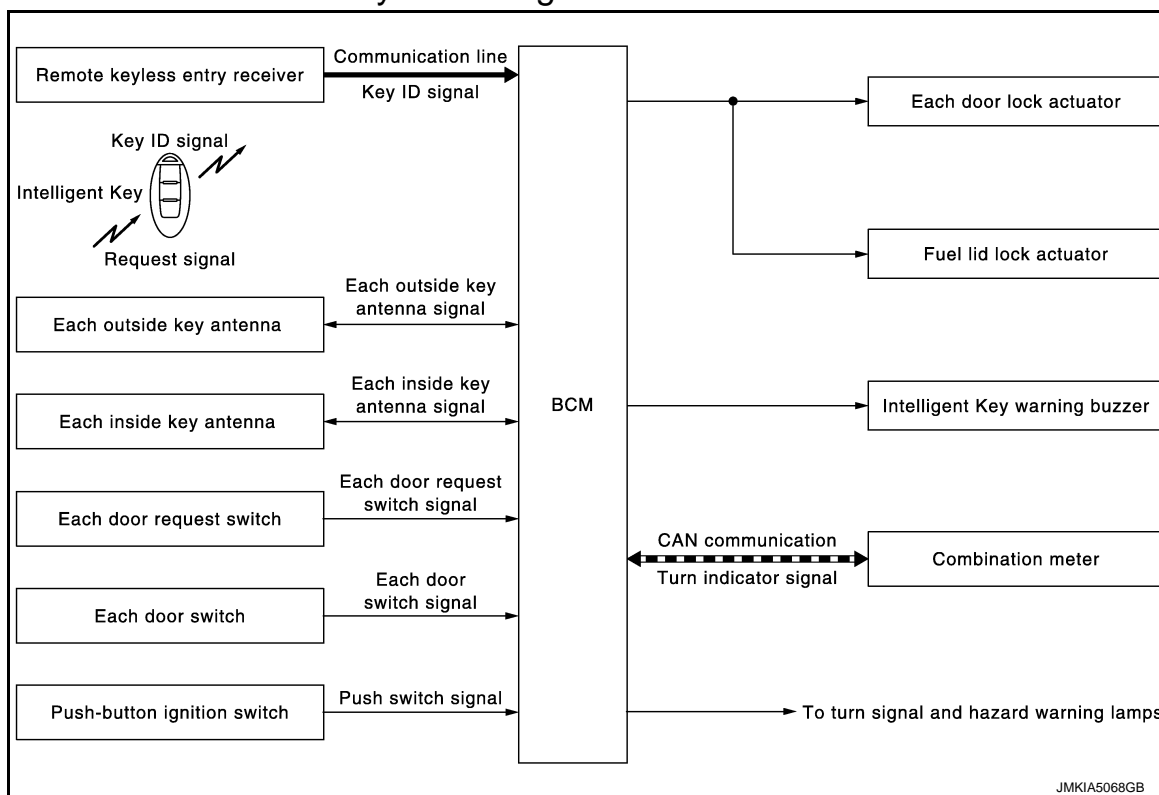 Remote keyless entry receiver
Communication line
Key ID signal
Key ID signal
Intelligent Key
Request signal
Each outside key antenna
Each outside key
antenna signal
Each inside key antenna
Each inside key
antenna signal
Each door request switch
Each door request
switch signal
Each door switch
Each door
switch signal
Push-button ignition switch
Push switch signal
BCM
Each door lock actuator
Fuel lid lock actuator
Intelligent Key warning buzzer
CAN communication
Turn indicator signal
Combination meter
To turn signal and hazard warning lamps
JMKIA5068GB